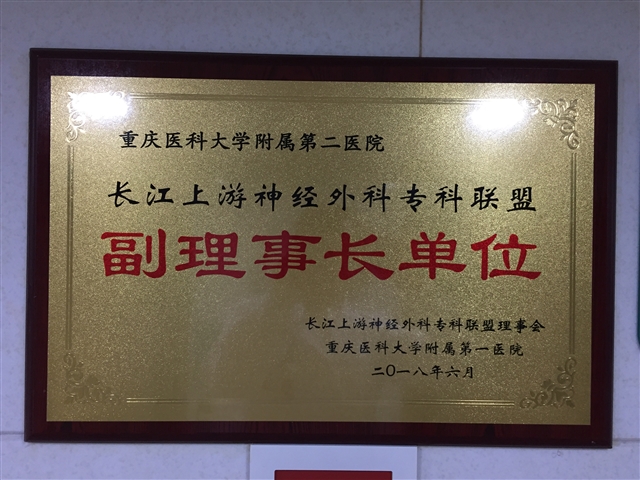 重庆医科大学附属第二医院
长江上游神经外科专科联盟
副理事长单位
长江上游神经外科专科联盟理事会
重庆医科大学附属第一医院
二〇一八年六月